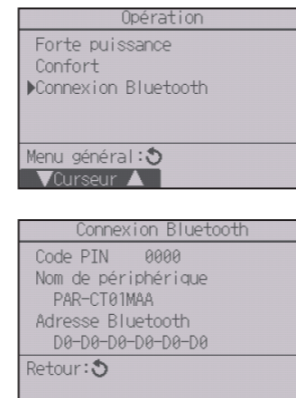 Opération
Forte puissance
Confort
▶Connexion Bluetooth
Menu général:↺
▼Curseur▲
Connexion Bluetooth
Code PIN 0000
Nom de périphérique
PAR-CT01MAA
Adresse Bluetooth
D0-D0-D0-D0-D0-D0
Retour:↺